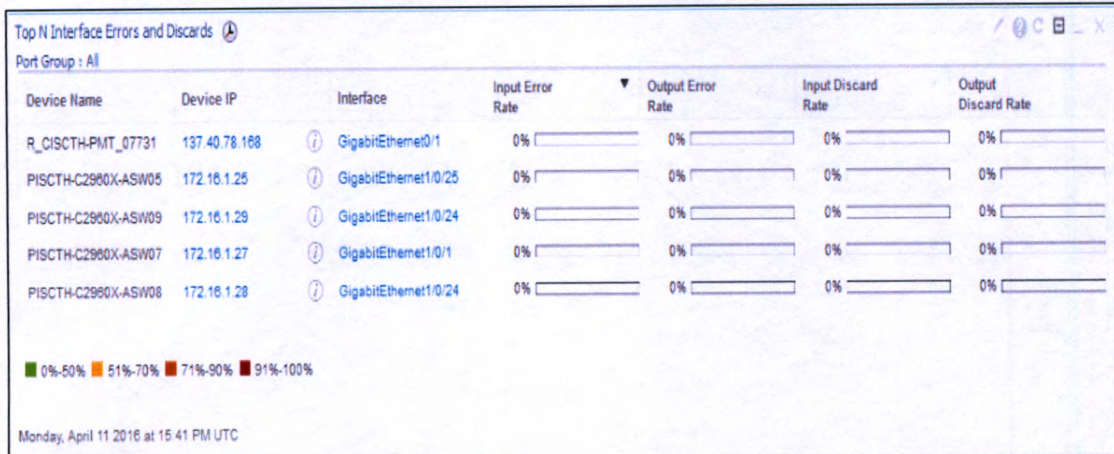 Top N Interface Errors and Discards
Port Group : All
Device Name Device IP Interface Input Error Rate Output Error Rate Input Discard Rate Output Discard Rate
R_CISCTH-PMT_07731 137.40.78.168 GigabitEthernet0/1 0% 0% 0% 0%
PISCTH-C2960X-ASW05 172.16.1.25 GigabitEthernet1/0/25 0% 0% 0% 0%
PISCTH-C2960X-ASW09 172.16.1.29 GigabitEthernet1/0/24 0% 0% 0% 0%
PISCTH-C2960X-ASW07 172.16.1.27 GigabitEthernet1/0/1 0% 0% 0% 0%
PISCTH-C2960X-ASW08 172.16.1.28 GigabitEthernet1/0/24 0% 0% 0% 0%
0%-50% 51%-70% 71%-90% 91%-100%
Monday, April 11 2016 at 15:41 PM UTC